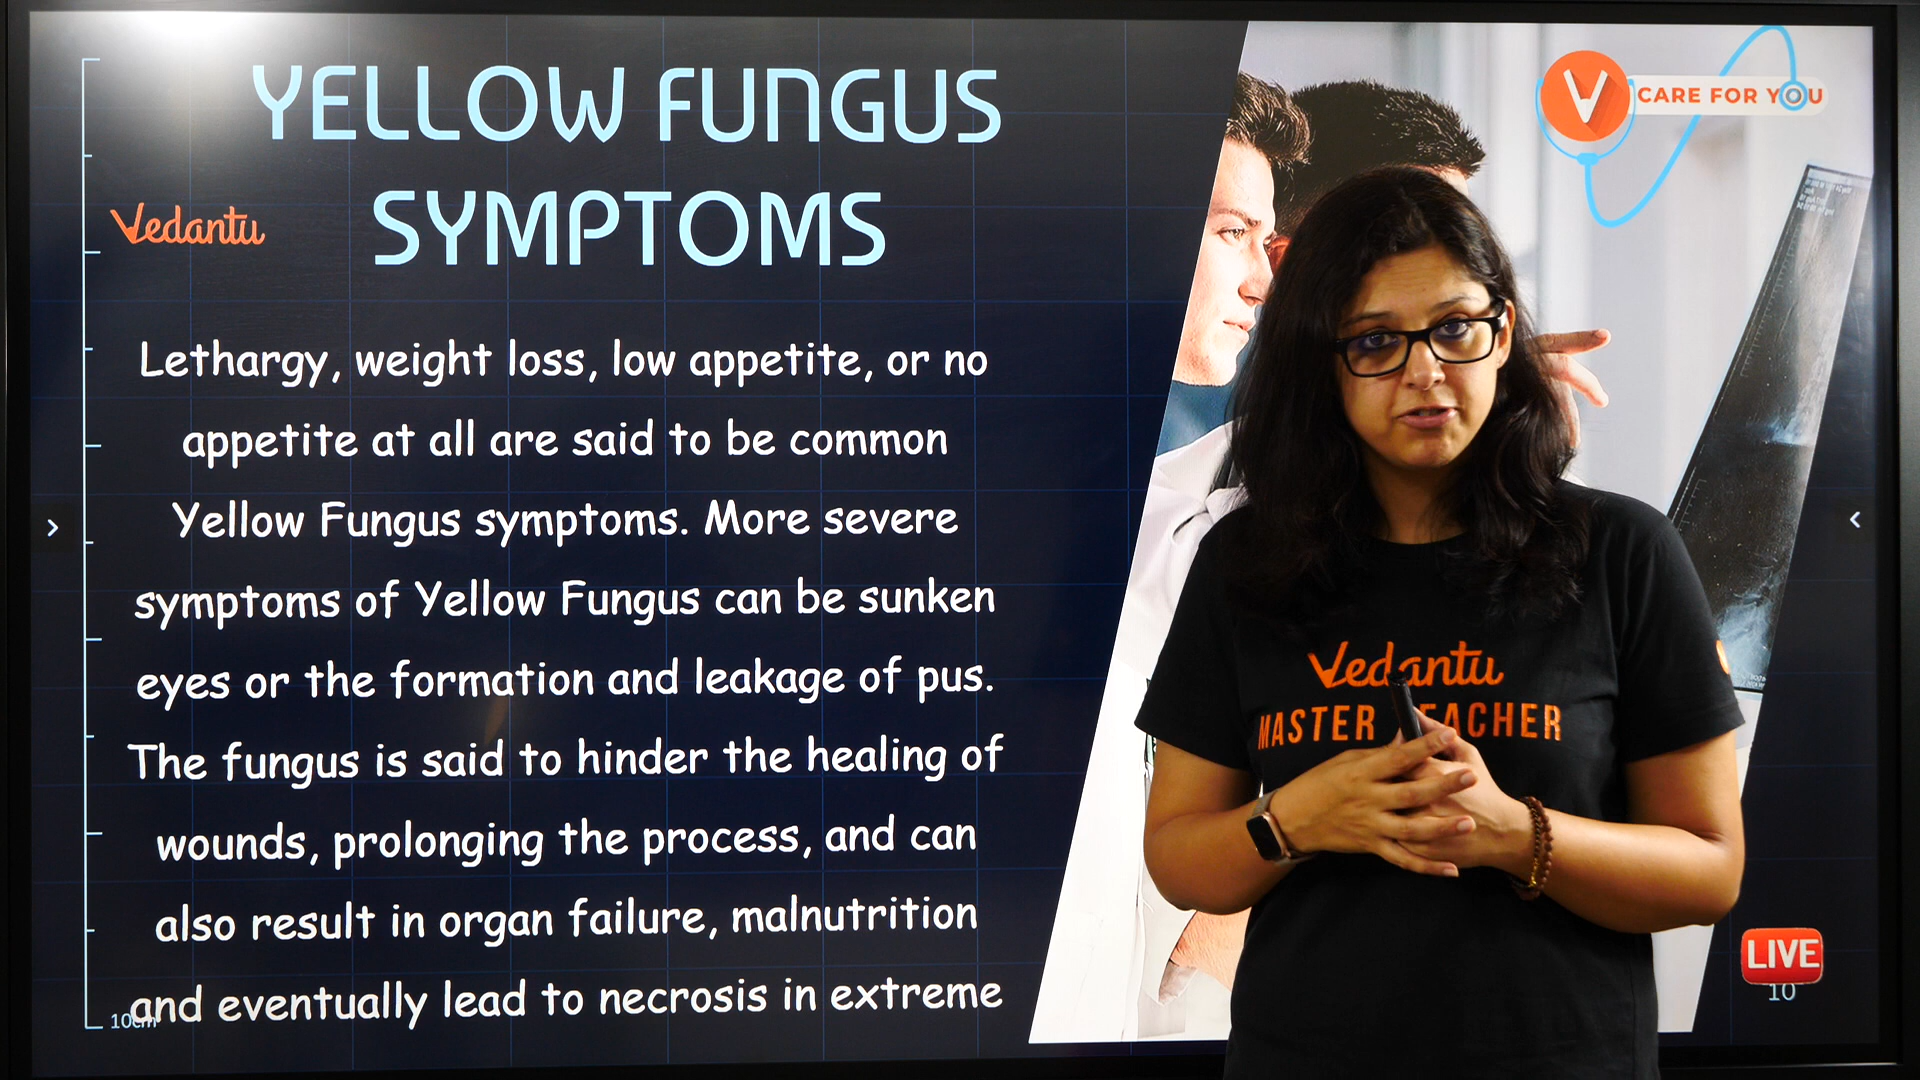 YELLOW FUNGUS
SYMPTOMS
Vedantu
CARE FOR YOU
Lethargy, weight loss, low appetite, or no
appetite at all are said to be common
Yellow Fungus symptoms. More severe
symptoms of Yellow Fungus can be sunken
eyes or the formation and leakage of pus.
The fungus is said to hinder the healing of
wounds, prolonging the process, and can
also result in organ failure, malnutrition
and eventually lead to necrosis in extreme
10cm
Vedantu
MASTER TEACHER
LIVE
10